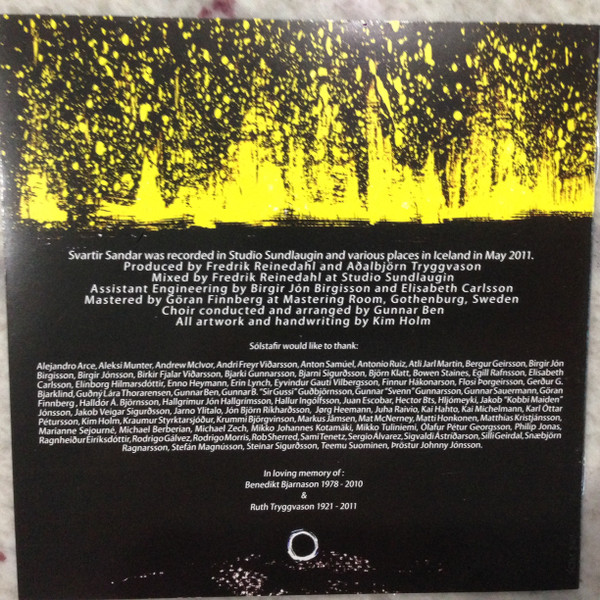 Svartir Sandar was recorded in Studio Sundlaugin and various places in Iceland in May 2011.
Produced by Fredrik Reinedahl and Aðalbjörn Tryggvason
Mixed by Fredrik Reinedahl at Studio Sundlaugin
Assistant Engineering by Birgir Jón Birgisson and Elisabeth Carlsson
Mastered by Göran Finnberg at Mastering Room, Gothenburg, Sweden
Choir conducted and arranged by Gunnar Ben
All artwork and handwriting by Kim Holm
Sólstafir would like to thank:
Alejandro Arce, Aleksi Munter, Andrew McIvor, Andri Freyr Viðarsson, Anton Samúel, Antonio Ruiz, Atli Jarl Martin, Bergur Geirsson, Birgir Jón
Birgisson, Birgir Jónsson, Birkir Fjalar Viðarsson, Bjarki Gunnarsson, Bjarni Sigurðsson, Björn Klatt, Bowen Staines, Egill Rafnsson, Elisabeth
Carlsson, Elínborg Hilmarsdóttir, Enno Heymann, Erin Lynch, Eyvindur Gauti Vilbergsson, Finnur Hákonarson, Flosi Þorgeirsson, Gerður G.
Bjarklind, Guðný Lára Thorarensen, Gunnar Ben, Gunnar B. "Sir Gussi" Guðbjörnsson, Gunnar "Svenn" Gunnarsson, Gunnar Sauermann, Göran
Finnberg, Halldór Á. Björnsson, Hallgrímur Jón Hallgrímsson, Hallur Ingólfsson, Juan Escobar, Hector Bts, Hljómeyki, Jakob "Kobbi Maiden"
Jónsson, Jakob Veigar Sigurðsson, Jarno Ylitalo, Jón Björn Ríkharðsson, Jørg Heemann, Juha Raivio, Kai Hahto, Kai Michelmann, Karl Óttar
Pétursson, Kim Holm, Kraumur Styrktarsjóður, Krummi Björgvinson, Markus Jámsen, Mat McNerney, Matti Honkonen, Matthías Kristjánsson,
Marianne Sejourné, Michael Berberian, Michael Zech, Mikko Johannes Kotamäki, Mikko Tuliniemi, Ólafur Pétur Georgsson, Philip Jonas,
Ragnheiður Eiríksdóttir, Rodrigo Gálvez, Rodrigo Morris, Rob Sherred, Sami Tenetz, Sergio Álvarez, Sigvaldi Ástríðarson, Silli Geirdal, Snæbjörn
Ragnarsson, Stefán Magnússon, Steinar Sigurðsson, Teemu Suominen, Þröstur Johnny Jónsson.
In loving memory of :
Benedikt Bjarnason 1978 - 2010
&
Ruth Tryggvason 1921 - 2011